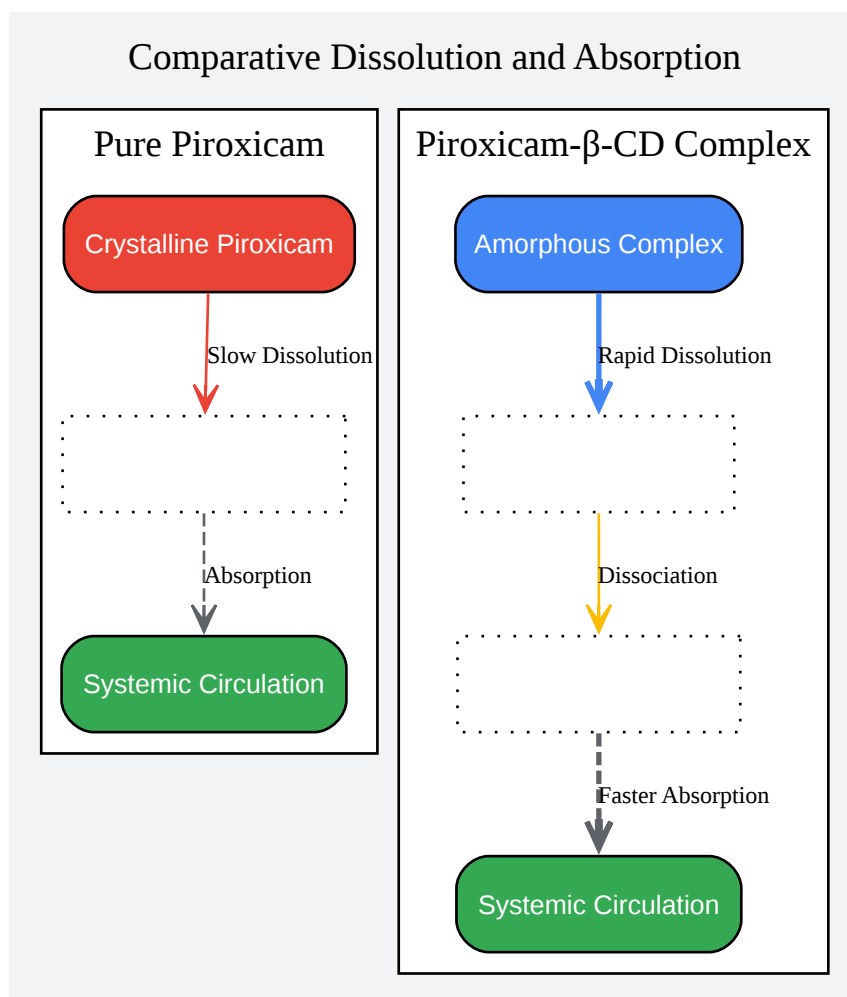 Comparative Dissolution and Absorption
Pure Piroxicam
Crystalline Piroxicam
Slow Dissolution
Absorption
Systemic Circulation
Piroxicam-β-CD Complex
Amorphous Complex
Rapid Dissolution
Dissociation
Faster Absorption
Systemic Circulation